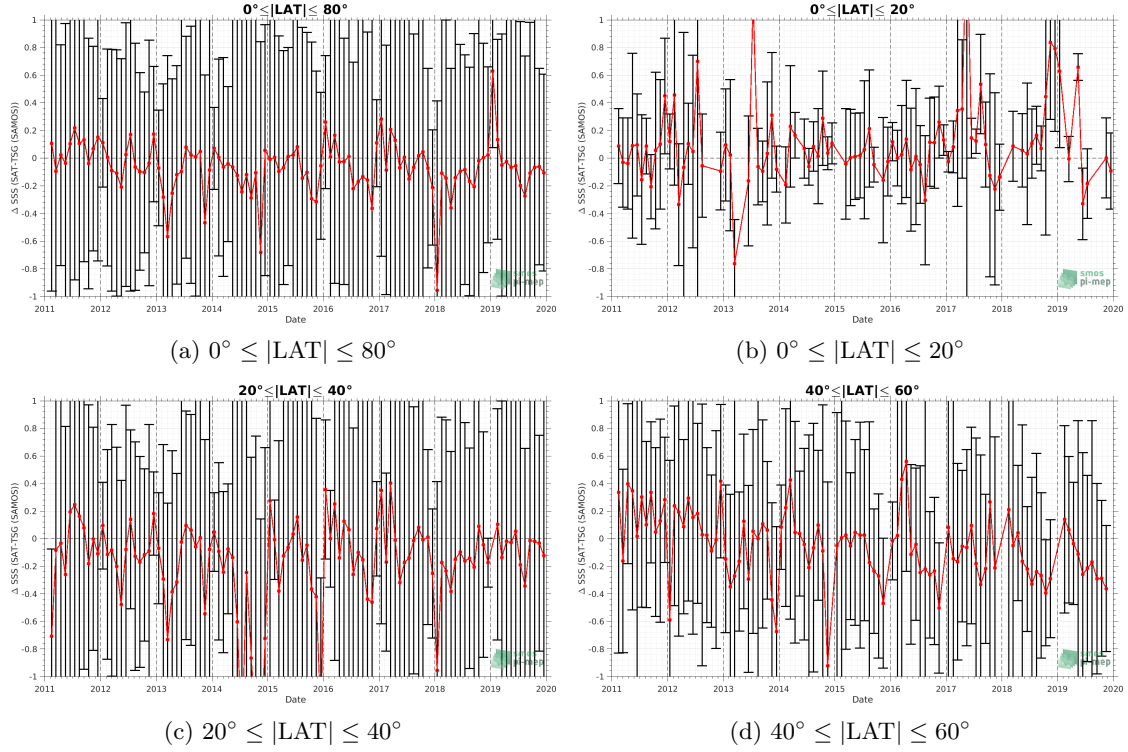 0°≤|LAT|≤ 80°
Δ SSS (SAT-TSG (SAMOS))
1
0.8
0.6
0.4
0.2
0
-0.2
-0.4
-0.6
-0.8
-1
2011 2012 2013 2014 2015 2016 2017 2018 2019 2020
Date
smos
pi-mep
(a) 0° ≤ |LAT| ≤ 80°
0°≤|LAT|≤ 20°
Δ SSS (SAT-TSG (SAMOS))
1
0.8
0.6
0.4
0.2
0
-0.2
-0.4
-0.6
-0.8
-1
2011 2012 2013 2014 2015 2016 2017 2018 2019 2020
Date
smos
pi-mep
(b) 0° ≤ |LAT| ≤ 20°
20°≤|LAT|≤ 40°
Δ SSS (SAT-TSG (SAMOS))
1
0.8
0.6
0.4
0.2
0
-0.2
-0.4
-0.6
-0.8
-1
2011 2012 2013 2014 2015 2016 2017 2018 2019 2020
Date
smos
pi-mep
(c) 20° ≤ |LAT| ≤ 40°
40°≤|LAT|≤ 60°
Δ SSS (SAT-TSG (SAMOS))
1
0.8
0.6
0.4
0.2
0
-0.2
-0.4
-0.6
-0.8
-1
2011 2012 2013 2014 2015 2016 2017 2018 2019 2020
Date
smos
pi-mep
(d) 40° ≤ |LAT| ≤ 60°